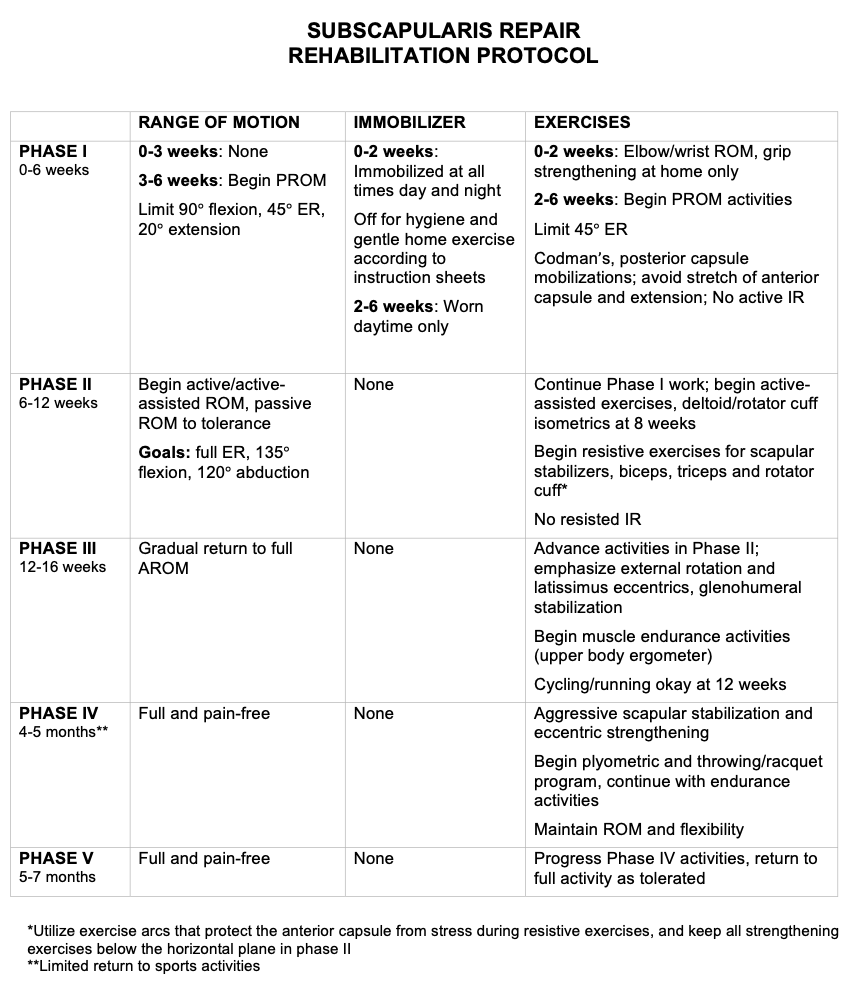 SUBSCAPULARIS REPAIR
REHABILITATION PROTOCOL
RANGE OF MOTION
IMMOBILIZER
EXERCISES
PHASE I
0-6 weeks
0-3 weeks: None
3-6 weeks: Begin PROM
Limit 90° flexion, 45° ER,
20° extension
0-2 weeks:
Immobilized at all
times day and night
Off for hygiene and
gentle home exercise
according to
instruction sheets
2-6 weeks: Worn
daytime only
0-2 weeks: Elbow/wrist ROM, grip
strengthening at home only
2-6 weeks: Begin PROM activities
Limit 45° ER
Codman's, posterior capsule
mobilizations; avoid stretch of anterior
capsule and extension; No active IR
PHASE II
6-12 weeks
Begin active/active-
assisted ROM, passive
ROM to tolerance
Goals: full ER, 135°
flexion, 120° abduction
None
Continue Phase I work; begin active-
assisted exercises, deltoid/rotator cuff
isometrics at 8 weeks
Begin resistive exercises for scapular
stabilizers, biceps, triceps and rotator
cuff*
No resisted IR
PHASE III
12-16 weeks
Gradual return to full
AROM
None
Advance activities in Phase II;
emphasize external rotation and
latissimus eccentrics, glenohumeral
stabilization
Begin muscle endurance activities
(upper body ergometer)
Cycling/running okay at 12 weeks
PHASE IV
4-5 months**
Full and pain-free
None
Aggressive scapular stabilization and
eccentric strengthening
Begin plyometric and throwing/racquet
program, continue with endurance
activities
Maintain ROM and flexibility
PHASE V
5-7 months
Full and pain-free
None
Progress Phase IV activities, return to
full activity as tolerated
*Utilize exercise arcs that protect the anterior capsule from stress during resistive exercises, and keep all strengthening
exercises below the horizontal plane in phase II
**Limited return to sports activities